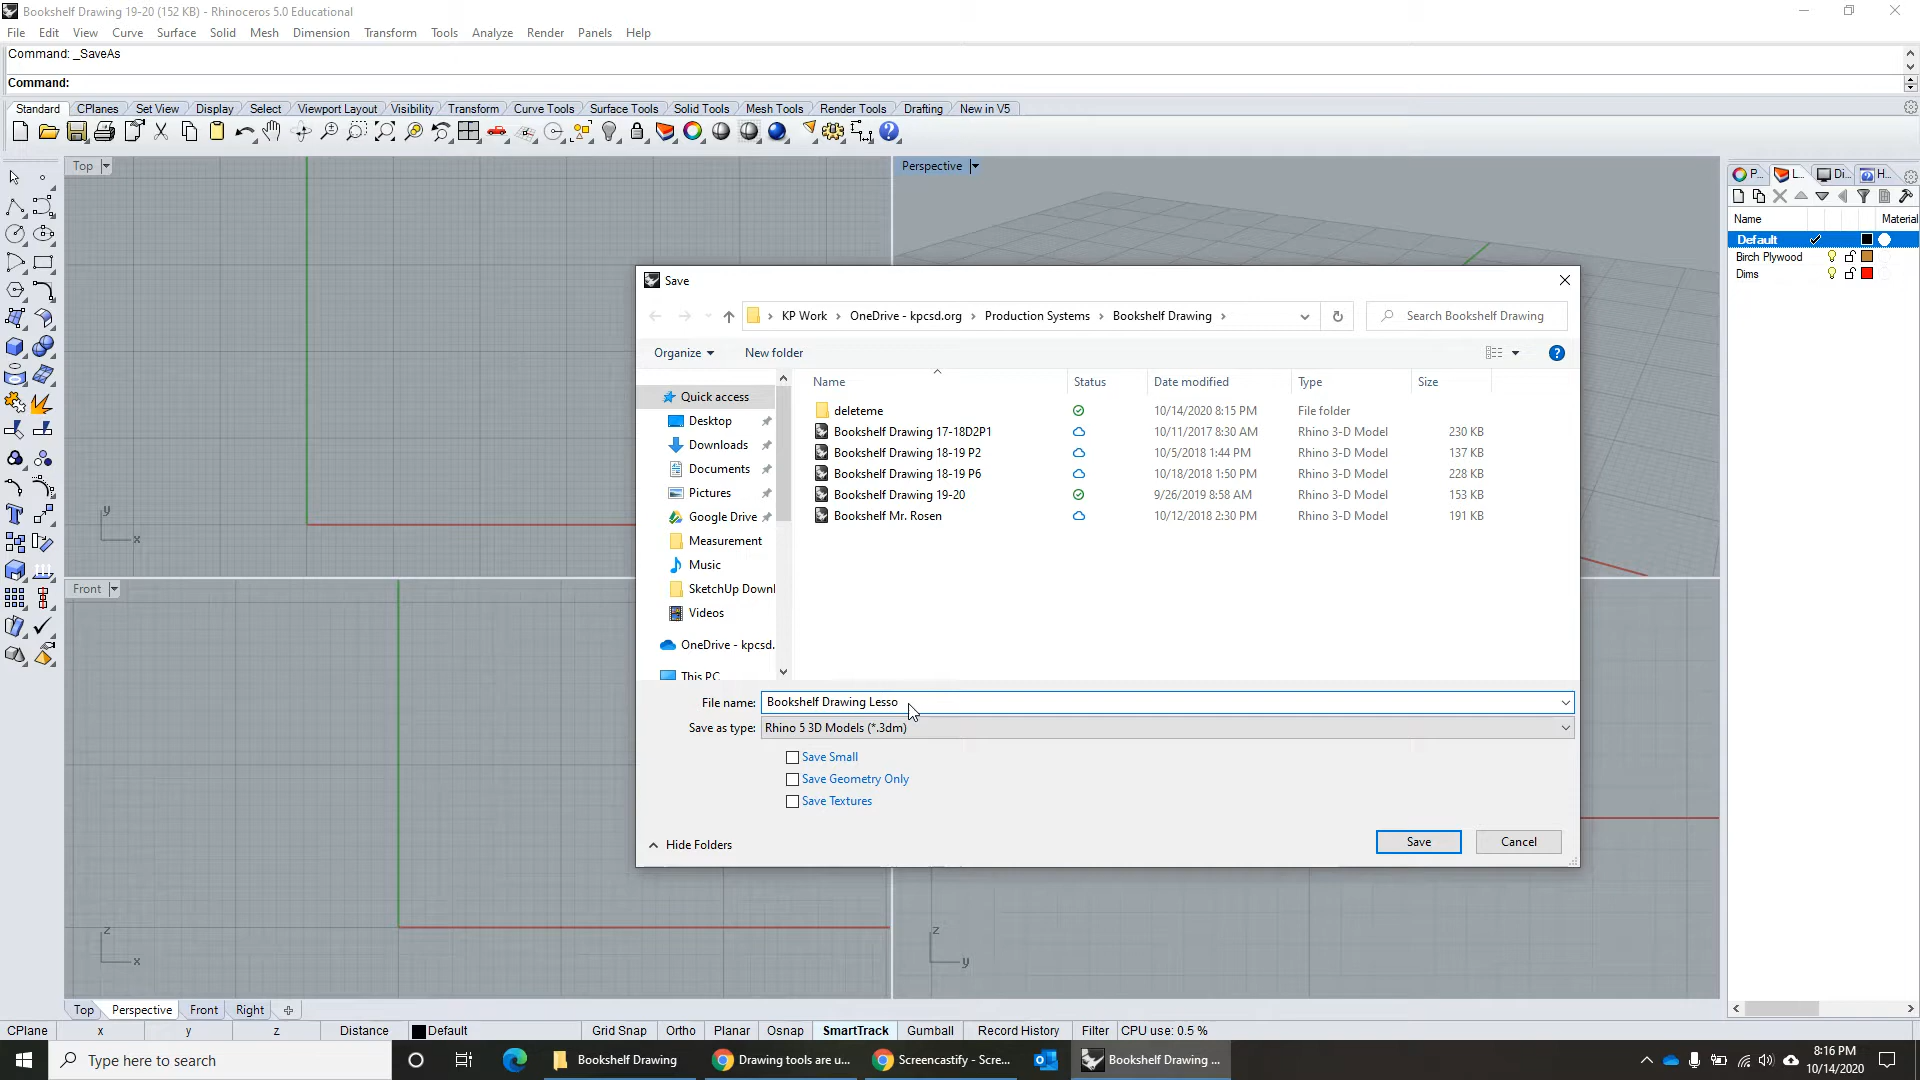 Bookshelf Drawing 19-20 (152 KB) - Rhinoceros 5.0 Educational
File Edit View Curve Surface Solid Mesh Dimension Transform Tools Analyze Render Panels Help
Command: _SaveAs
Command:
Standard CPlanes Set View Display Select Viewport Layout Visibility Transform Curve Tools Surface Tools Solid Tools Mesh Tools Render Tools Drafting New in V5
Top
Perspective
P... L... Di... H...
Name Material
Default
Birch Plywood
Dims
Save
KP Work > OneDrive - kpcsd.org > Production Systems > Bookshelf Drawing >
Search Bookshelf Drawing
Organize New folder
Name Status Date modified Type Size
Quick access
Desktop
Downloads
Documents
Pictures
Google Drive
Measurement
Music
SketchUp Downl
Videos
OneDrive - kpcsd.
This PC
deleteme 10/14/2020 8:15 PM File folder
Bookshelf Drawing 17-18D2P1 10/11/2017 8:30 AM Rhino 3-D Model 230 KB
Bookshelf Drawing 18-19 P2 10/5/2018 1:44 PM Rhino 3-D Model 137 KB
Bookshelf Drawing 18-19 P6 10/18/2018 1:50 PM Rhino 3-D Model 228 KB
Bookshelf Drawing 19-20 9/26/2019 8:58 AM Rhino 3-D Model 153 KB
Bookshelf Mr. Rosen 10/12/2018 2:30 PM Rhino 3-D Model 191 KB
File name: Bookshelf Drawing Lesso
Save as type: Rhino 5 3D Models (*.3dm)
Save Small
Save Geometry Only
Save Textures
Hide Folders
Save Cancel
y
x
Front
z
x
z
y
Top Perspective Front Right
CPlane x y z Distance Default Grid Snap Ortho Planar Osnap SmartTrack Gumball Record History Filter CPU use: 0.5 %
Type here to search
Bookshelf Drawing
Drawing tools are u...
Screencastify - Scre...
Bookshelf Drawing ...
8:16 PM
10/14/2020